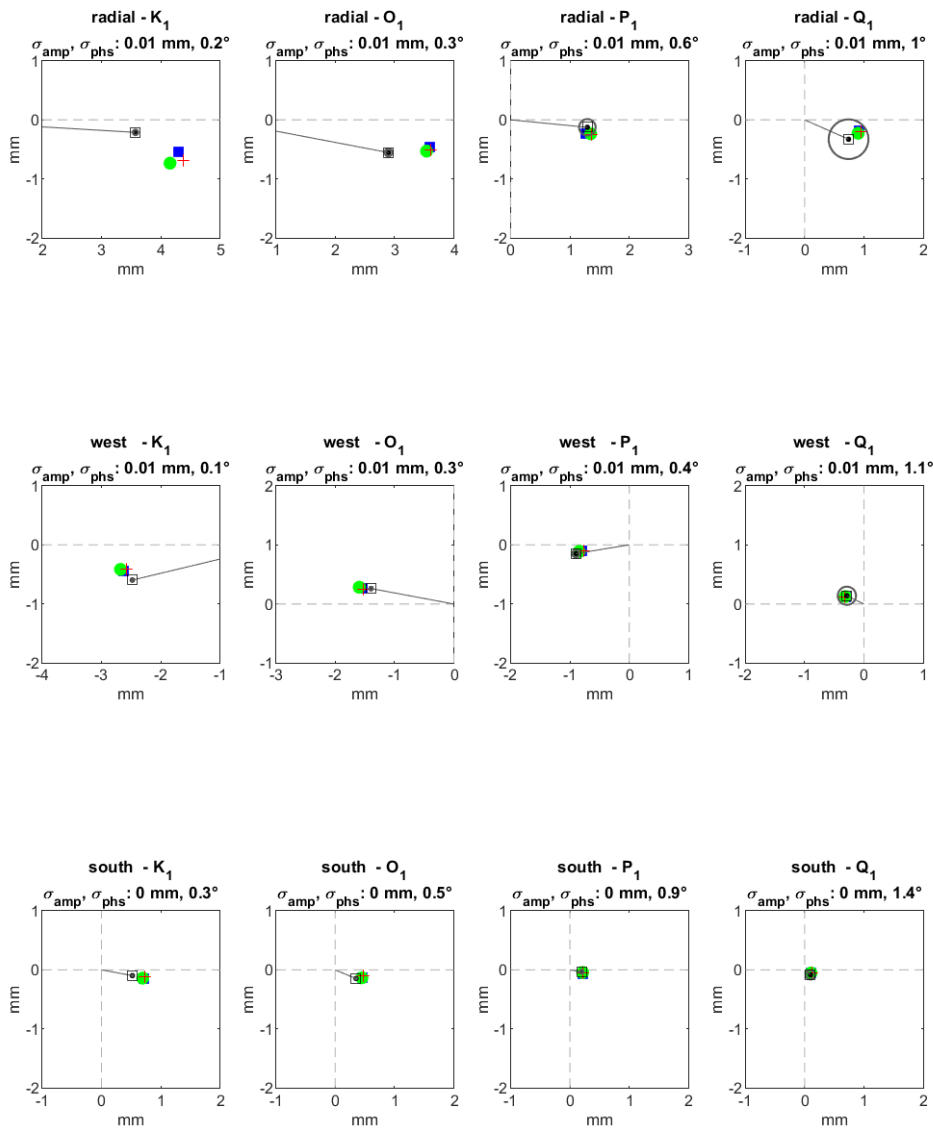 radial - K1
σamp, σphs: 0.01 mm, 0.2°
1
0
-1
-2
mm
2 3 4 5
mm
radial - O1
σamp, σphs: 0.01 mm, 0.3°
1
0
-1
-2
mm
1 2 3 4
mm
radial - P1
σamp, σphs: 0.01 mm, 0.6°
1
0
-1
-2
mm
0 1 2 3
mm
radial - Q1
σamp, σphs: 0.01 mm, 1°
1
0
-1
-2
mm
-1 0 1 2
mm
west - K1
σamp, σphs: 0.01 mm, 0.1°
1
0
-1
-2
mm
-4 -3 -2 -1
mm
west - O1
σamp, σphs: 0.01 mm, 0.3°
2
1
0
-1
mm
-3 -2 -1 0
mm
west - P1
σamp, σphs: 0.01 mm, 0.4°
1
0
-1
-2
mm
-2 -1 0 1
mm
west - Q1
σamp, σphs: 0.01 mm, 1.1°
2
1
0
-1
mm
-2 -1 0 1
mm
south - K1
σamp, σphs: 0 mm, 0.3°
1
0
-1
-2
mm
-1 0 1 2
mm
south - O1
σamp, σphs: 0 mm, 0.5°
1
0
-1
-2
mm
-1 0 1 2
mm
south - P1
σamp, σphs: 0 mm, 0.9°
1
0
-1
-2
mm
-1 0 1 2
mm
south - Q1
σamp, σphs: 0 mm, 1.4°
1
0
-1
-2
mm
-1 0 1 2
mm